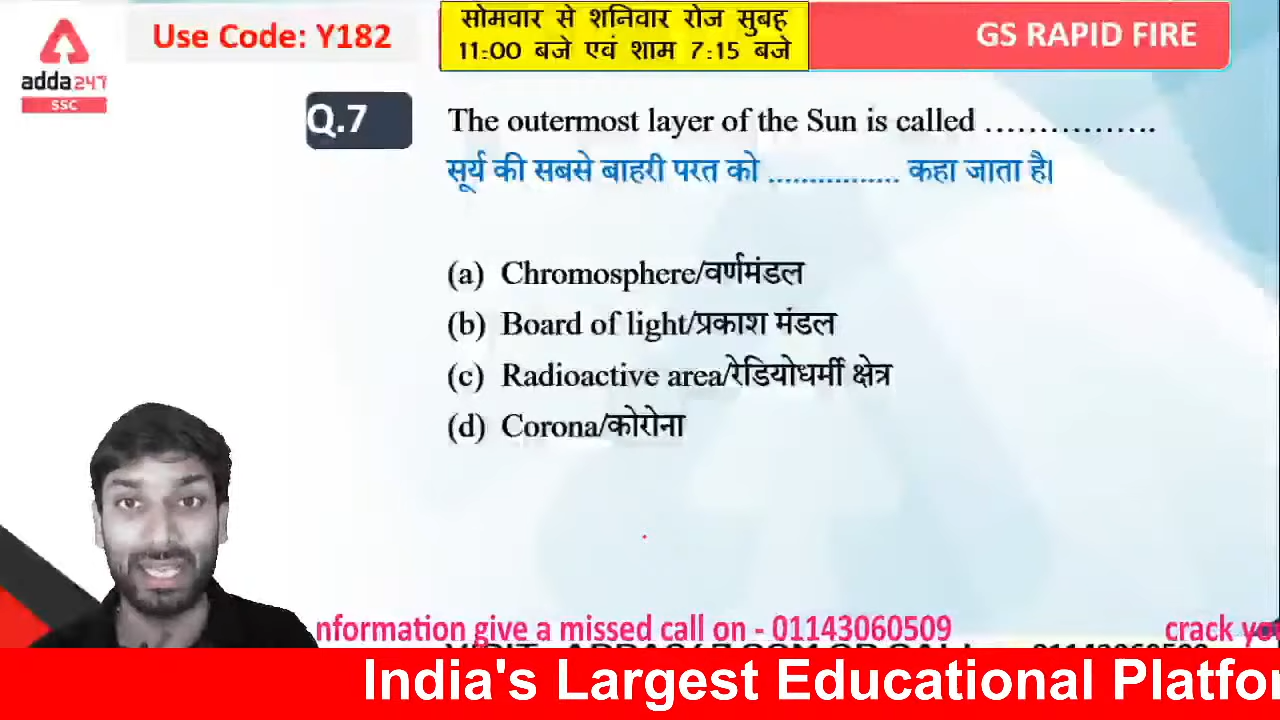 Use Code: Y182
सोमवार से शनिवार रोज सुबह
11:00 बजे एवं शाम 7:15 बजे
GS RAPID FIRE
adda247
SSC
Q.7
The outermost layer of the Sun is called ................
सूर्य की सबसे बाहरी परत को ................ कहा जाता है।
(a) Chromosphere/वर्णमंडल
(b) Board of light/प्रकाश मंडल
(c) Radioactive area/रेडियोधर्मी क्षेत्र
(d) Corona/कोरोना
nformation give a missed call on - 01143060509
crack yo
India's Largest Educational Platfor